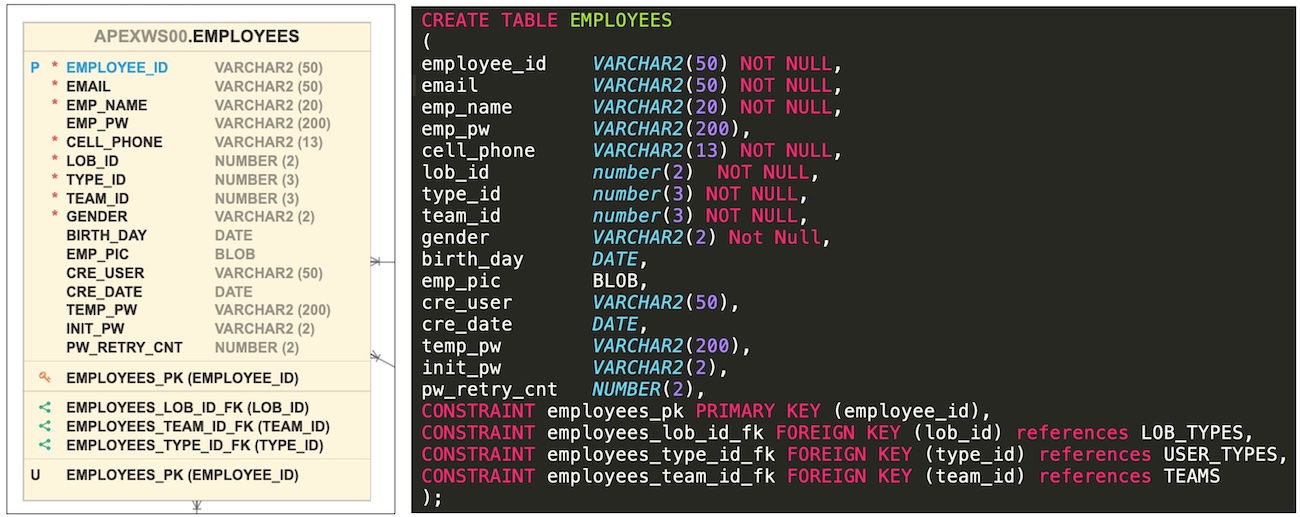 APEXWS00.EMPLOYEES
P * EMPLOYEE_ID VARCHAR2 (50)
* EMAIL VARCHAR2 (50)
* EMP_NAME VARCHAR2 (20)
EMP_PW VARCHAR2 (200)
* CELL_PHONE VARCHAR2 (13)
* LOB_ID NUMBER (2)
* TYPE_ID NUMBER (3)
* TEAM_ID NUMBER (3)
* GENDER VARCHAR2 (2)
BIRTH_DAY DATE
EMP_PIC BLOB
CRE_USER VARCHAR2 (50)
CRE_DATE DATE
TEMP_PW VARCHAR2 (200)
INIT_PW VARCHAR2 (2)
PW_RETRY_CNT NUMBER (2)
EMPLOYEES_PK (EMPLOYEE_ID)
EMPLOYEES_LOB_ID_FK (LOB_ID)
EMPLOYEES_TEAM_ID_FK (TEAM_ID)
EMPLOYEES_TYPE_ID_FK (TYPE_ID)
U EMPLOYEES_PK (EMPLOYEE_ID)
CREATE TABLE EMPLOYEES
(
employee_id VARCHAR2(50) NOT NULL,
email VARCHAR2(50) NOT NULL,
emp_name VARCHAR2(20) NOT NULL,
emp_pw VARCHAR2(200),
cell_phone VARCHAR2(13) NOT NULL,
lob_id number(2) NOT NULL,
type_id number(3) NOT NULL,
team_id number(3) NOT NULL,
gender VARCHAR2(2) Not Null,
birth_day DATE,
emp_pic BLOB,
cre_user VARCHAR2(50),
cre_date DATE,
temp_pw VARCHAR2(200),
init_pw VARCHAR2(2),
pw_retry_cnt NUMBER(2),
CONSTRAINT employees_pk PRIMARY KEY (employee_id),
CONSTRAINT employees_lob_id_fk FOREIGN KEY (lob_id) references LOB_TYPES,
CONSTRAINT employees_type_id_fk FOREIGN KEY (type_id) references USER_TYPES,
CONSTRAINT employees_team_id_fk FOREIGN KEY (team_id) references TEAMS
);